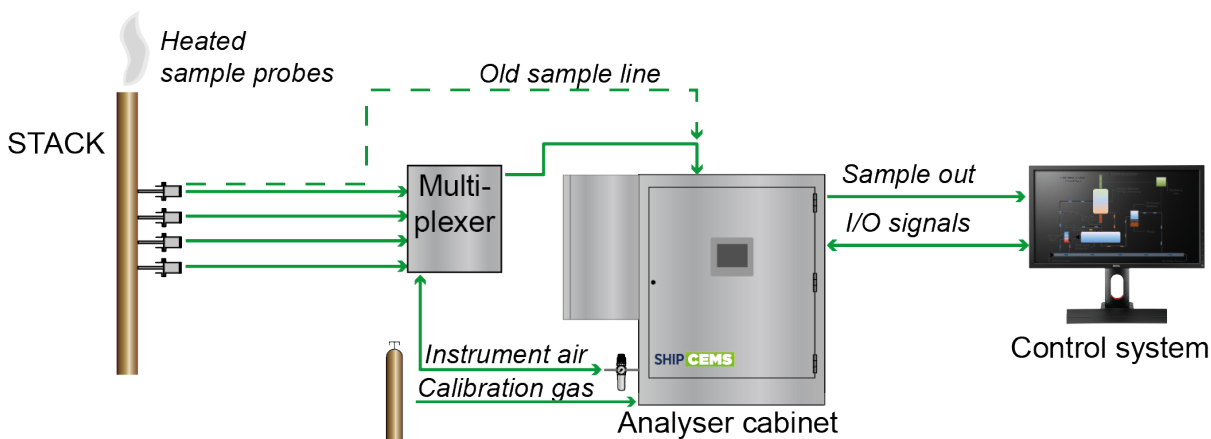 Heated
sample probes
Old sample line
STACK
Multi-
plexer
Sample out
I/O signals
Instrument air
Calibration gas
SHIP CEMS
Analyser cabinet
Control system